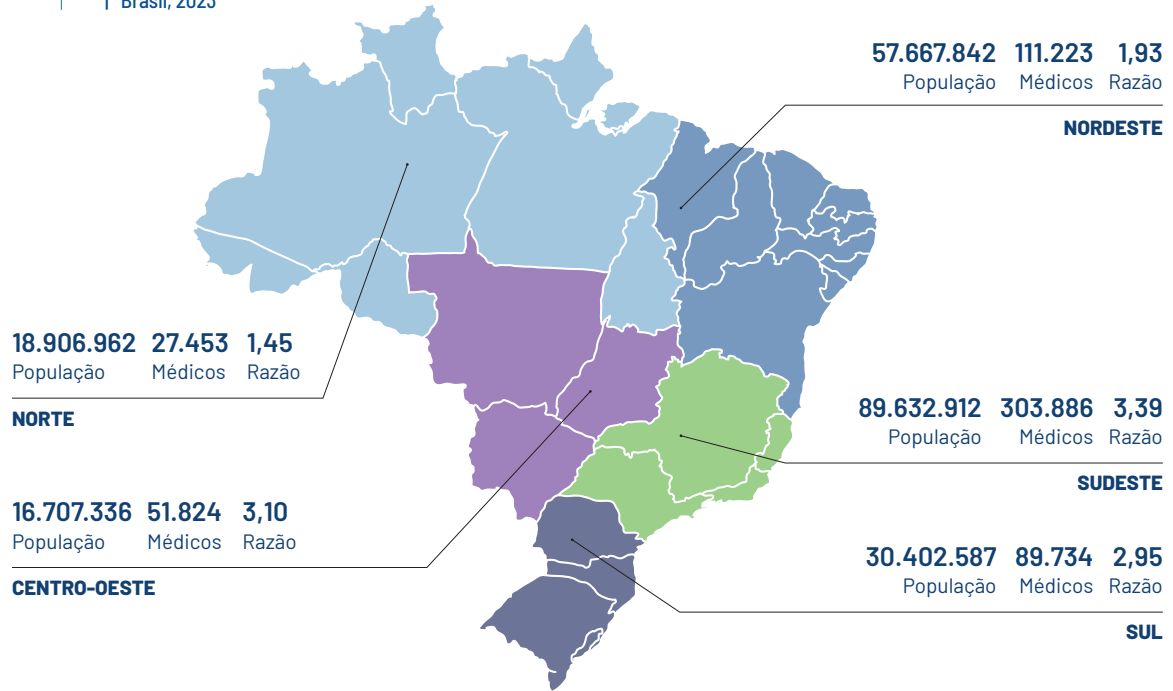 Brasil, 2023
57.667.842 111.223 1,93
População Médicos Razão
NORDESTE
18.906.962 27.453 1,45
População Médicos Razão
NORTE
89.632.912 303.886 3,39
População Médicos Razão
SUDESTE
16.707.336 51.824 3,10
População Médicos Razão
CENTRO-OESTE
30.402.587 89.734 2,95
População Médicos Razão
SUL